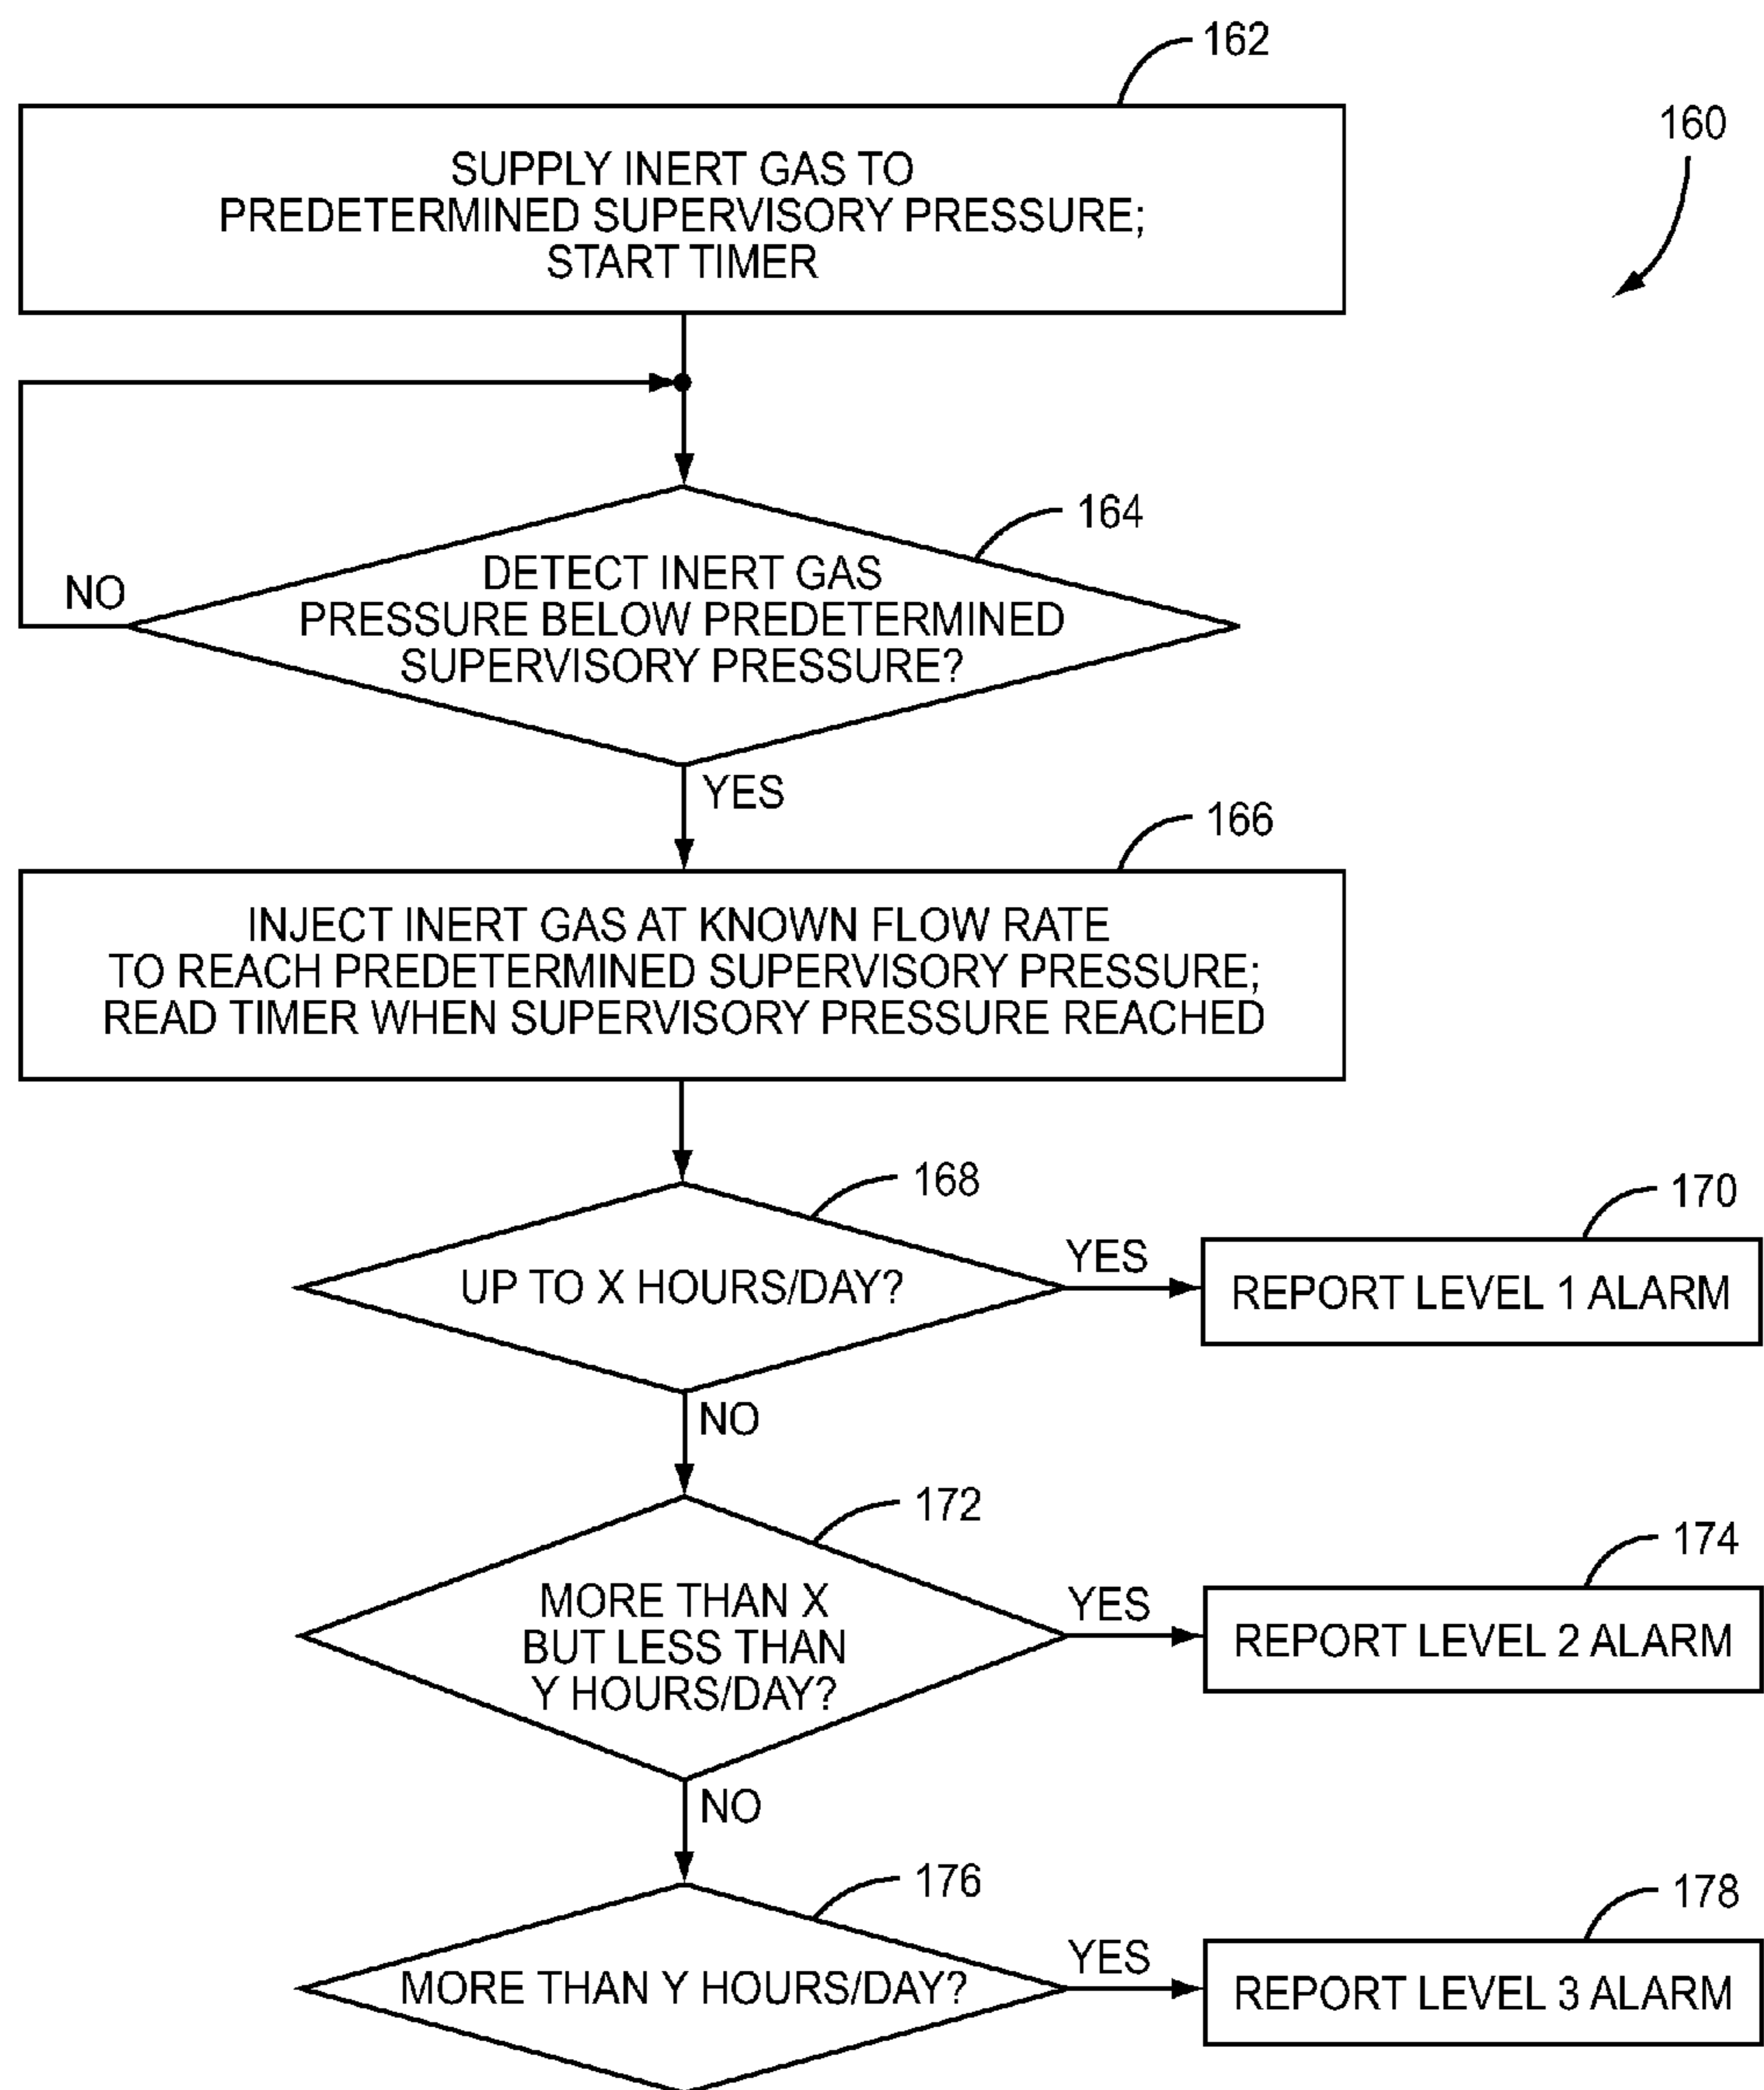 162
160
SUPPLY INERT GAS TO
PREDETERMINED SUPERVISORY PRESSURE;
START TIMER
164
NO
DETECT INERT GAS
PRESSURE BELOW PREDETERMINED
SUPERVISORY PRESSURE?
YES
166
INJECT INERT GAS AT KNOWN FLOW RATE
TO REACH PREDETERMINED SUPERVISORY PRESSURE;
READ TIMER WHEN SUPERVISORY PRESSURE REACHED
168
170
UP TO X HOURS/DAY?
YES
REPORT LEVEL 1 ALARM
NO
172
174
MORE THAN X
BUT LESS THAN
Y HOURS/DAY?
YES
REPORT LEVEL 2 ALARM
NO
176
178
MORE THAN Y HOURS/DAY?
YES
REPORT LEVEL 3 ALARM